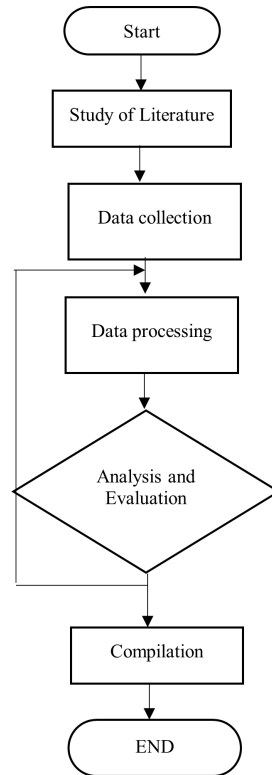 Start
Study of Literature
Data collection
Data processing
Analysis and
Evaluation
Compilation
END